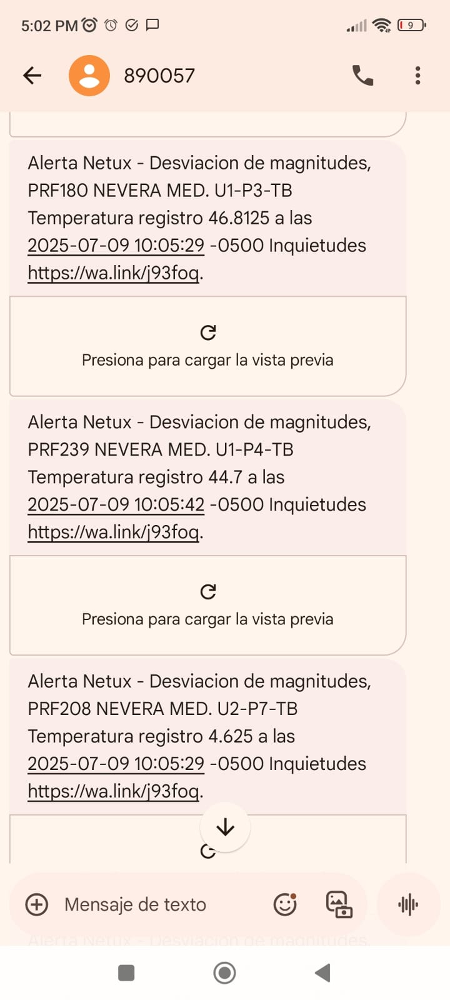 5:02 PM
9
890057
Alerta Netux - Desviacion de magnitudes,
PRF180 NEVERA MED. U1-P3-TB
Temperatura registro 46.8125 a las
2025-07-09 10:05:29 -0500 Inquietudes
https://wa.link/j93foq.
Presiona para cargar la vista previa
Alerta Netux - Desviacion de magnitudes,
PRF239 NEVERA MED. U1-P4-TB
Temperatura registro 44.7 a las
2025-07-09 10:05:42 -0500 Inquietudes
https://wa.link/j93foq.
Presiona para cargar la vista previa
Alerta Netux - Desviacion de magnitudes,
PRF208 NEVERA MED. U2-P7-TB
Temperatura registro 4.625 a las
2025-07-09 10:05:29 -0500 Inquietudes
https://wa.link/j93foq.
Mensaje de texto
Alerta Netux - Desviacion de magnitudes,